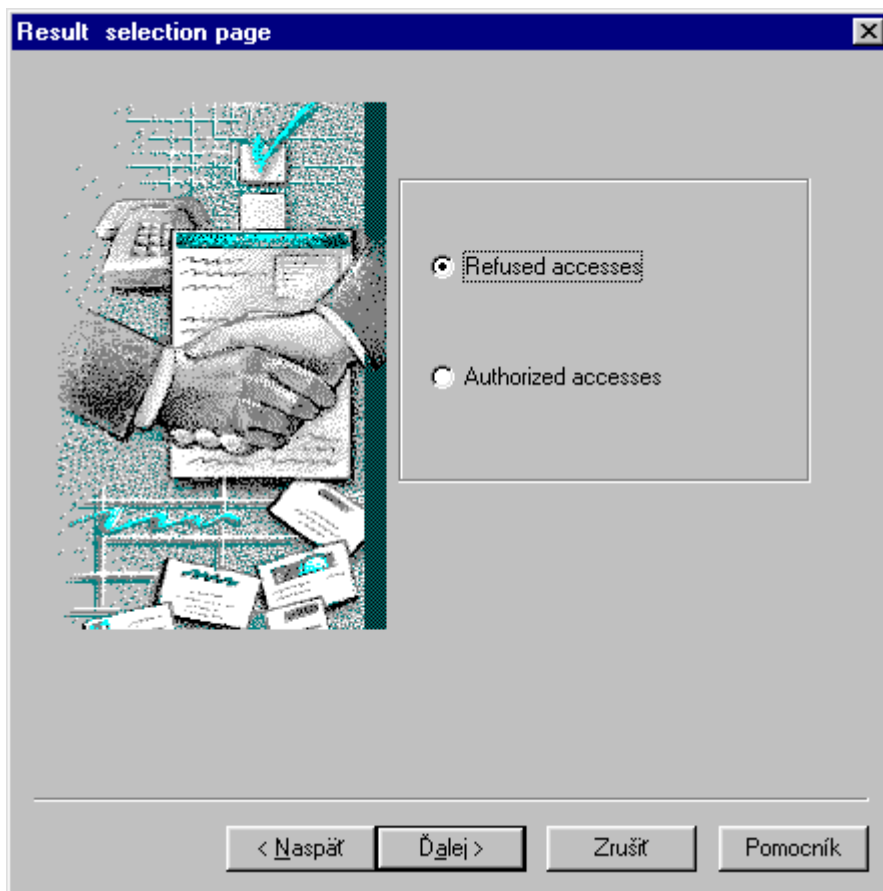 Result selection page
Refused accesses
Authorized accesses
< Naspäť
Ďalej >
Zrušiť
Pomocník